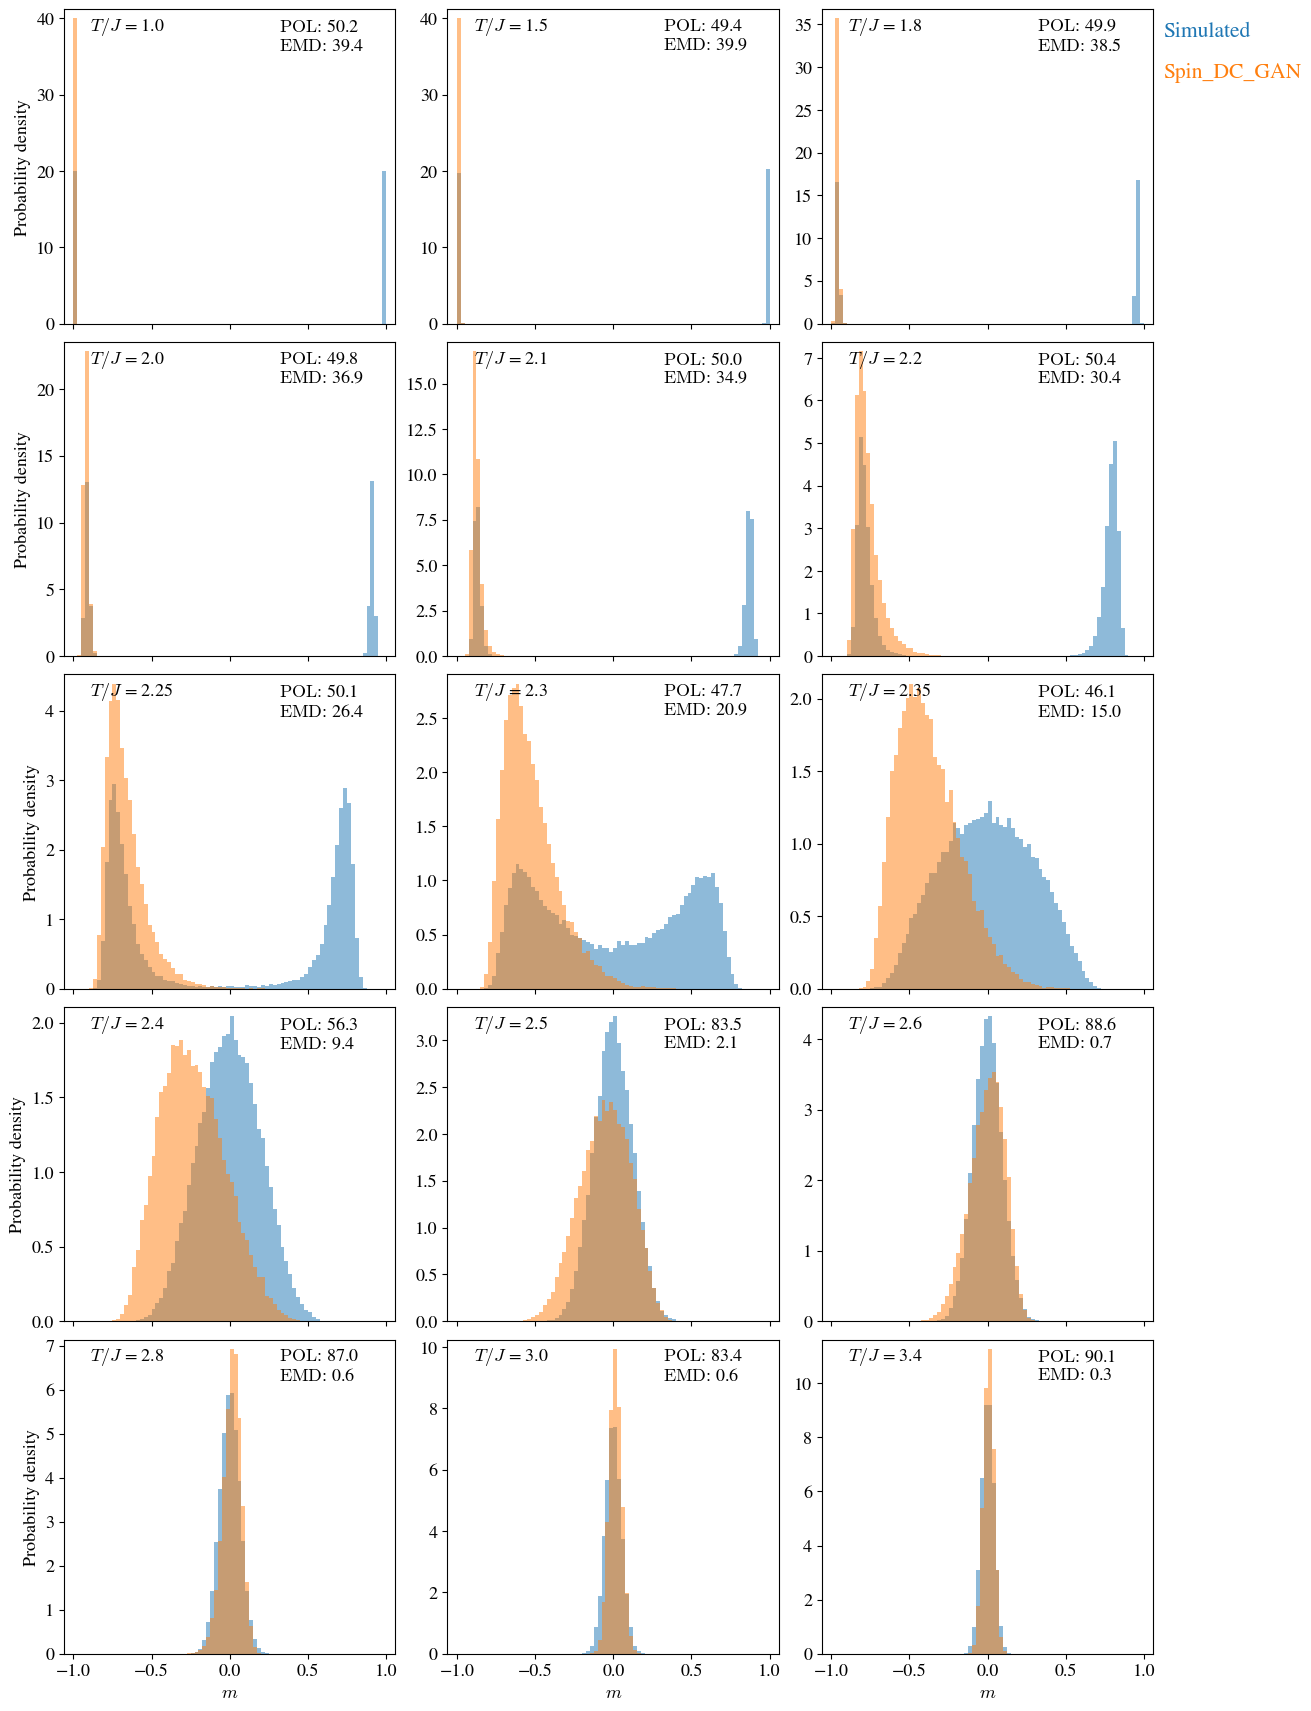 T/J = 1.0
POL: 50.2
EMD: 39.4
40
30
20
10
0
Probability density
T/J = 1.5
POL: 49.4
EMD: 39.9
40
30
20
10
0
T/J = 1.8
POL: 49.9
EMD: 38.5
35
30
25
20
15
10
5
0
Simulated
Spin_DC_GAN
T/J = 2.0
POL: 49.8
EMD: 36.9
20
15
10
5
0
Probability density
T/J = 2.1
POL: 50.0
EMD: 34.9
15.0
12.5
10.0
7.5
5.0
2.5
0.0
T/J = 2.2
POL: 50.4
EMD: 30.4
7
6
5
4
3
2
1
0
T/J = 2.25
POL: 50.1
EMD: 26.4
4
3
2
1
0
Probability density
T/J = 2.3
POL: 47.7
EMD: 20.9
2.5
2.0
1.5
1.0
0.5
0.0
T/J = 2.35
POL: 46.1
EMD: 15.0
2.0
1.5
1.0
0.5
0.0
T/J = 2.4
POL: 56.3
EMD: 9.4
2.0
1.5
1.0
0.5
0.0
Probability density
T/J = 2.5
POL: 83.5
EMD: 2.1
3.0
2.5
2.0
1.5
1.0
0.5
0.0
T/J = 2.6
POL: 88.6
EMD: 0.7
4
3
2
1
0
T/J = 2.8
POL: 87.0
EMD: 0.6
7
6
5
4
3
2
1
0
Probability density
−1.0 −0.5 0.0 0.5 1.0
m
T/J = 3.0
POL: 83.4
EMD: 0.6
10
8
6
4
2
0
−1.0 −0.5 0.0 0.5 1.0
m
T/J = 3.4
POL: 90.1
EMD: 0.3
10
8
6
4
2
0
−1.0 −0.5 0.0 0.5 1.0
m